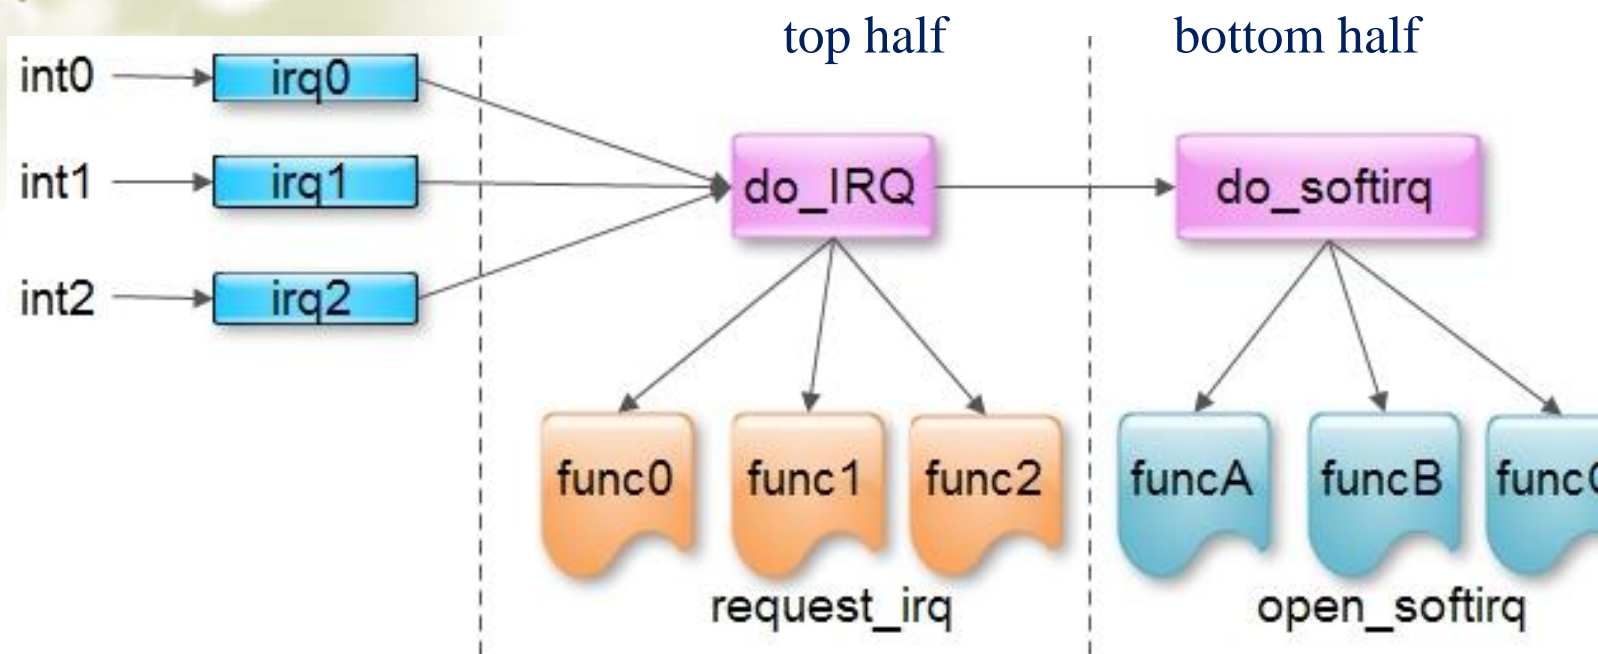 top half
bottom half
int0
irq0
int1
irq1
do_IRQ
do_softirq
int2
irq2
func0
func1
func2
funcA
funcB
request_irq
open_softirq